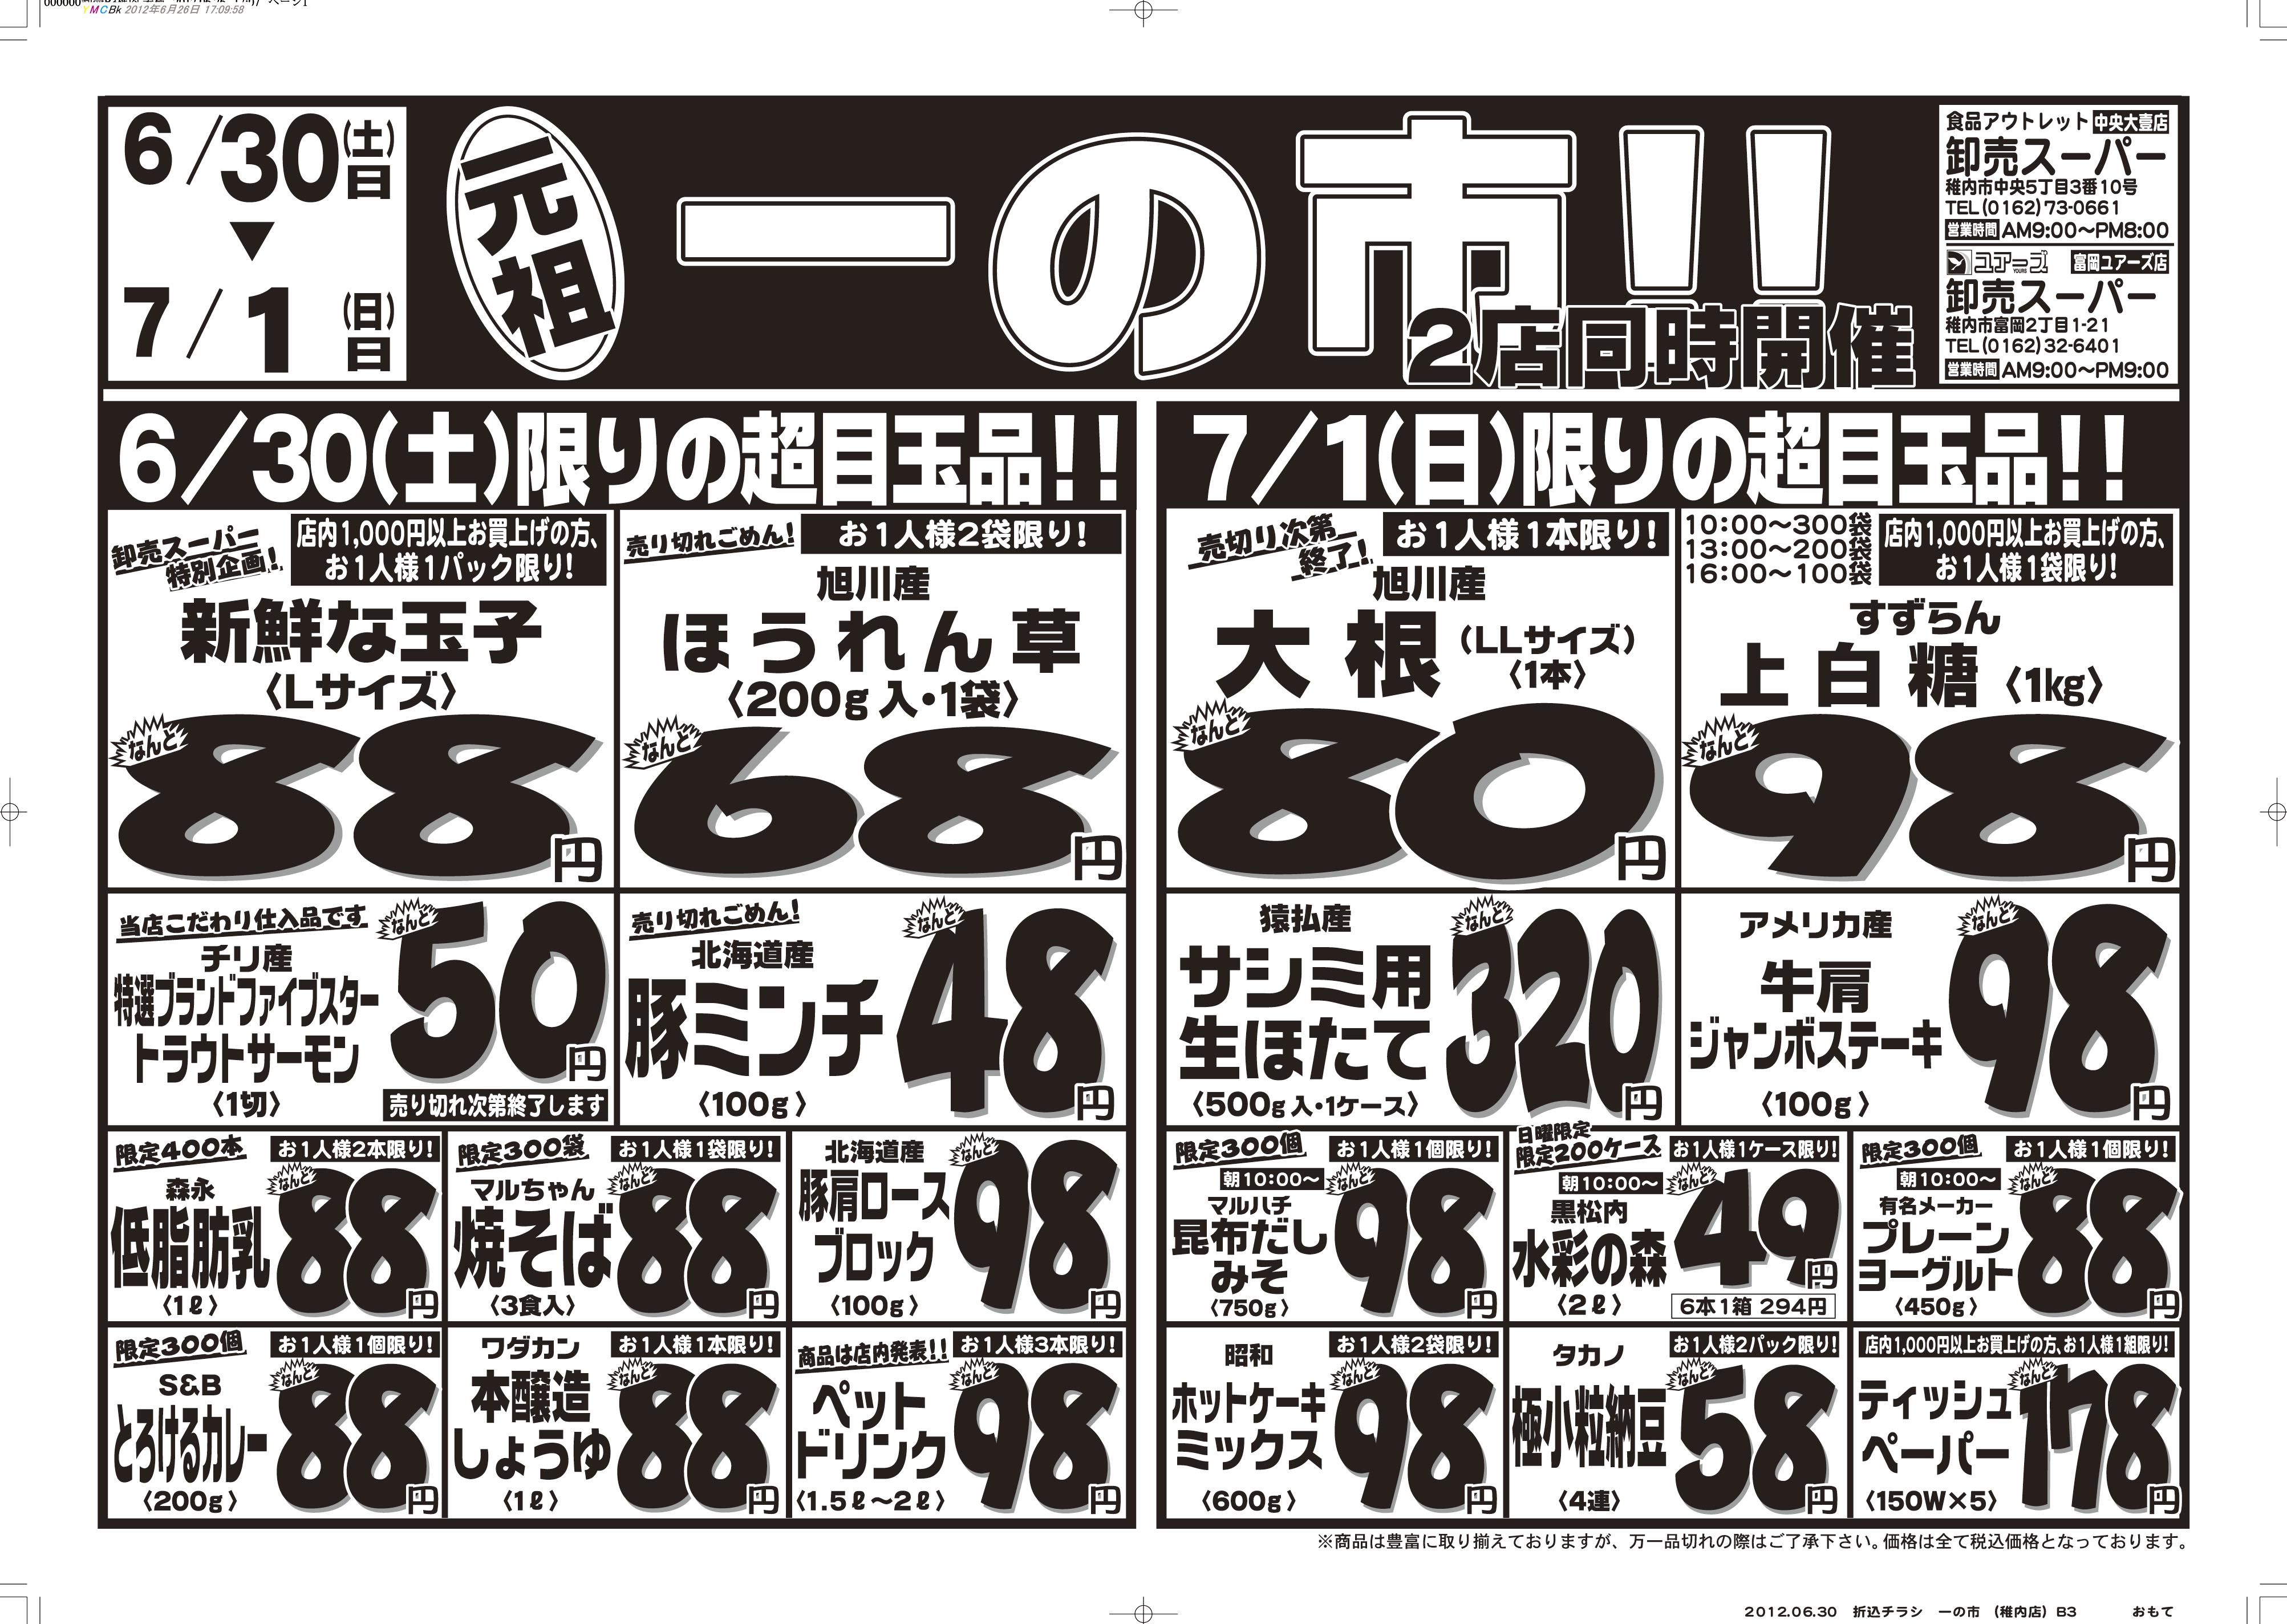 YMCBk 2012年6月26日 17:09:58
6/30(土)日
▼
7/1(日)日
元祖
一の市!!
2店同時開催
食品アウトレット 中央大壹店
卸売スーパー
稚内市中央5丁目3番10号
TEL(0162)73-0661
営業時間 AM9:00〜PM8:00
ユアーズ YOURS 富岡ユアーズ店
卸売スーパー
稚内市富岡2丁目1-21
TEL(0162)32-6401
営業時間 AM9:00〜PM9:00
6/30(土)限りの超目玉品!!
卸売スーパー
特別企画!
店内1,000円以上お買上げの方、
お1人様1パック限り!
新鮮な玉子
〈Lサイズ〉
なんと
88円
売り切れごめん!
お1人様2袋限り!
旭川産
ほうれん草
〈200g入・1袋〉
なんと
68円
当店こだわり仕入品です
チリ産
特選ブランドファイブスター
トラウトサーモン
〈1切〉
なんと
50円
売り切れ次第終了します
売り切れごめん!
北海道産
豚ミンチ
〈100g〉
なんと
48円
限定400本
お1人様2本限り!
森永
低脂肪乳
〈1ℓ〉
なんと
88円
限定300袋
お1人様1袋限り!
マルちゃん
焼そば
〈3食入〉
なんと
88円
北海道産
豚肩ロース
ブロック
〈100g〉
なんと
98円
限定300個
お1人様1個限り!
S&B
とろけるカレー
〈200g〉
なんと
88円
ワダカン
お1人様1本限り!
本醸造
しょうゆ
〈1ℓ〉
なんと
88円
商品は店内発表!!
お1人様3本限り!
ペット
ドリンク
〈1.5ℓ〜2ℓ〉
なんと
98円
7/1(日)限りの超目玉品!!
売切り次第
終了!
お1人様1本限り!
旭川産
大根(LLサイズ)
〈1本〉
なんと
80円
10:00〜300袋
13:00〜200袋
16:00〜100袋
店内1,000円以上お買上げの方、
お1人様1袋限り!
すずらん
上白糖〈1kg〉
なんと
98円
猿払産
サシミ用
生ほたて
〈500g入・1ケース〉
なんと
320円
アメリカ産
牛肩
ジャンボステーキ
〈100g〉
なんと
98円
限定300個
お1人様1個限り!
朝10:00〜
マルハチ
昆布だし
みそ
〈750g〉
なんと
98円
日曜限定
限定200ケース
お1人様1ケース限り!
朝10:00〜
黒松内
水彩の森
〈2ℓ〉
なんと
49円
6本1箱 294円
限定300個
お1人様1個限り!
朝10:00〜
有名メーカー
プレーン
ヨーグルト
〈450g〉
なんと
88円
昭和
お1人様2袋限り!
ホットケーキ
ミックス
〈600g〉
なんと
98円
タカノ
お1人様2パック限り!
極小粒納豆
〈4連〉
なんと
58円
店内1,000円以上お買上げの方、お1人様1組限り!
ティッシュ
ペーパー
〈150W×5〉
なんと
178円
※商品は豊富に取り揃えておりますが、万一品切れの際はご了承下さい。価格は全て税込価格となっております。
2012.06.30 折込チラシ 一の市 (稚内店) B3 おもて